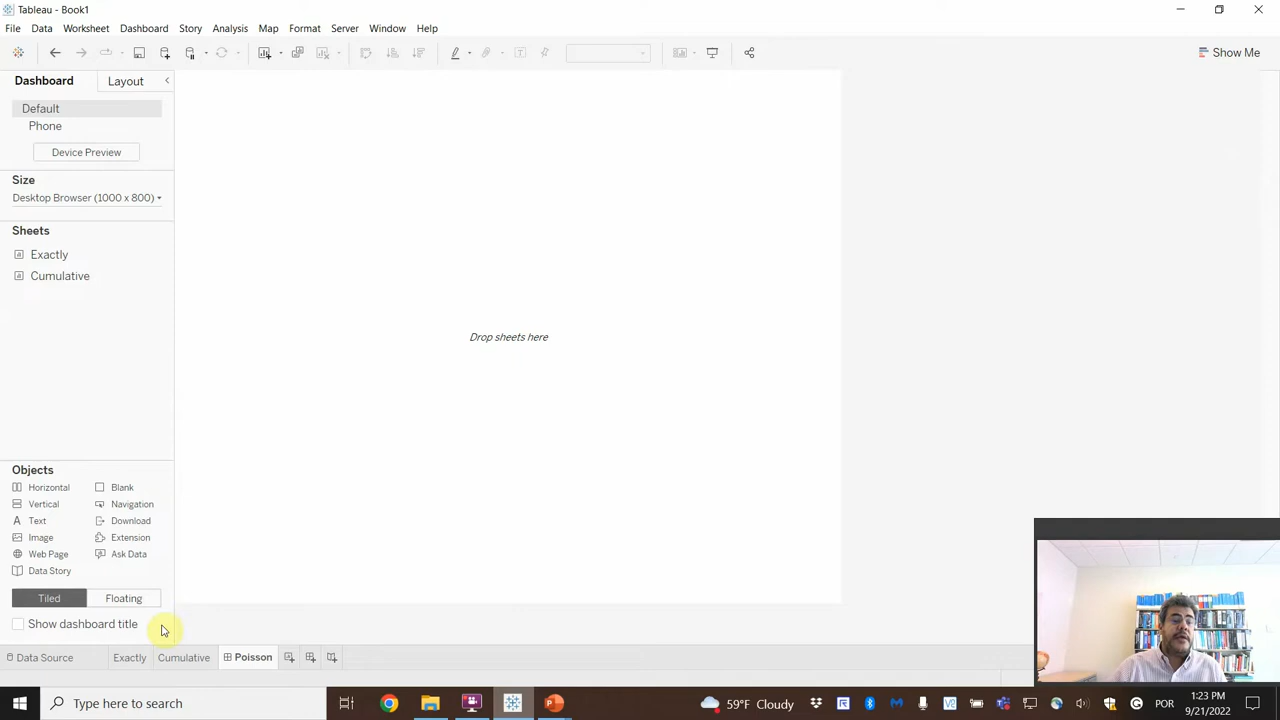 Tableau - Book1
File Data Worksheet Dashboard Story Analysis Map Format Server Window Help
Show Me
Dashboard Layout
Default
Phone
Device Preview
Size
Desktop Browser (1000 x 800)
Sheets
Exactly
Cumulative
Drop sheets here
Objects
Horizontal Blank
Vertical Navigation
Text Download
Image Extension
Web Page Ask Data
Data Story
Tiled Floating
Show dashboard title
Data Source Exactly Cumulative Poisson
Type here to search
59°F Cloudy
POR
1:23 PM
9/21/2022